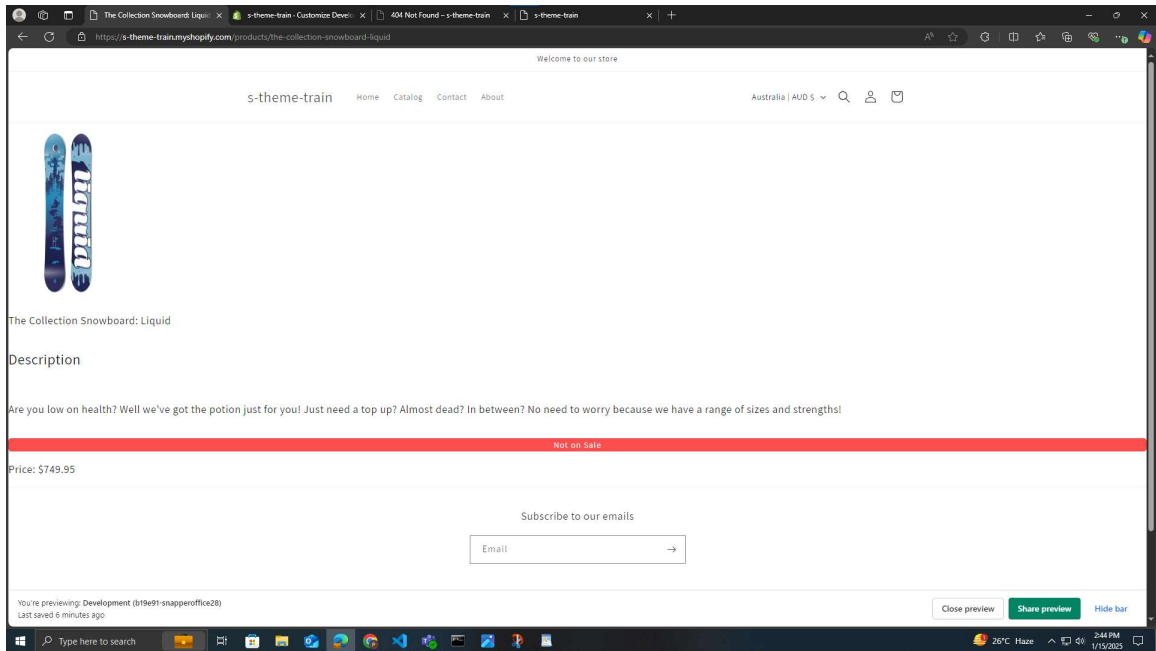 The Collection Snowboard: Liquid
s-theme-train - Customize Develo
404 Not Found – s-theme-train
s-theme-train
https://s-theme-train.myshopify.com/products/the-collection-snowboard-liquid
Welcome to our store
s-theme-train
Home Catalog Contact About
Australia | AUD $
liquid
The Collection Snowboard: Liquid
Description
Are you low on health? Well we've got the potion just for you! Just need a top up? Almost dead? In between? No need to worry because we have a range of sizes and strengths!
Not on Sale
Price: $749.95
Subscribe to our emails
Email
You're previewing: Development (b19e91-snapperoffice28)
Last saved 6 minutes ago
Close preview Share preview Hide bar
Type here to search
26°C Haze
2:44 PM
1/15/2025